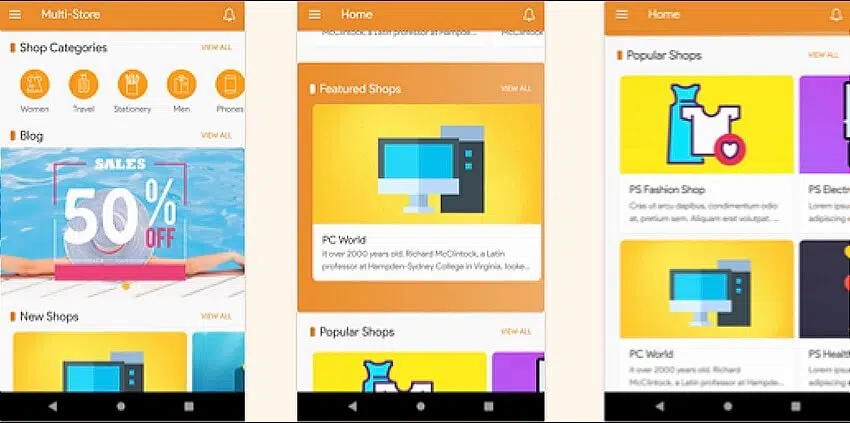 Multi-Store
Shop Categories
VIEW ALL
Women
Travel
Stationery
Men
Phones
Blog
VIEW ALL
SALES
50%
OFF
New Shops
VIEW ALL
Home
McClintock, a Latin professor at Hampde...
McClintock
Featured Shops
VIEW ALL
PC World
It over 2000 years old. Richard McClintock, a Latin
professor at Hampden-Sydney College in Virginia, looke...
Popular Shops
VIEW ALL
Home
Popular Shops
VIEW ALL
PS Fashion Shop
Cras ut arcu dapibus, condimentum odio
at, pretium sem. Aliquam erat volutpat. ...
PS Electr
Lorem ipsu
adipiscing
PC World
It over 2000 years old. Richard
McClintock, a Latin professor at Hampde...
PS Healt
Lorem ipsu
adipiscing e